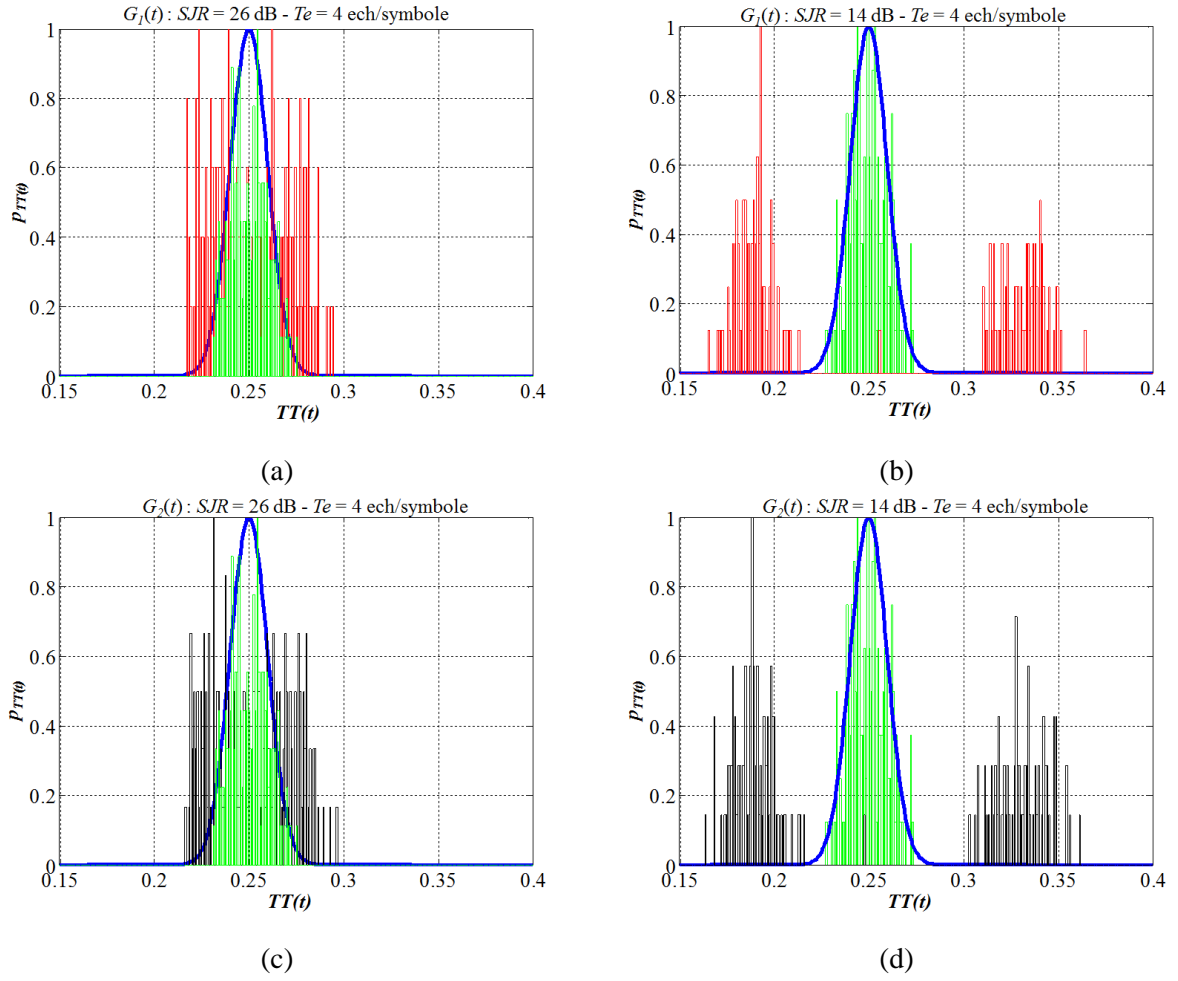 G1(t) : SJR = 26 dB - Te = 4 ech/symbole
1
0.8
0.6
0.4
0.2
0
pTT(t)
0.15 0.2 0.25 0.3 0.35 0.4
TT(t)
(a)
G1(t) : SJR = 14 dB - Te = 4 ech/symbole
1
0.8
0.6
0.4
0.2
0
pTT(t)
0.15 0.2 0.25 0.3 0.35 0.4
TT(t)
(b)
G2(t) : SJR = 26 dB - Te = 4 ech/symbole
1
0.8
0.6
0.4
0.2
0
pTT(t)
0.15 0.2 0.25 0.3 0.35 0.4
TT(t)
(c)
G2(t) : SJR = 14 dB - Te = 4 ech/symbole
1
0.8
0.6
0.4
0.2
0
pTT(t)
0.15 0.2 0.25 0.3 0.35 0.4
TT(t)
(d)